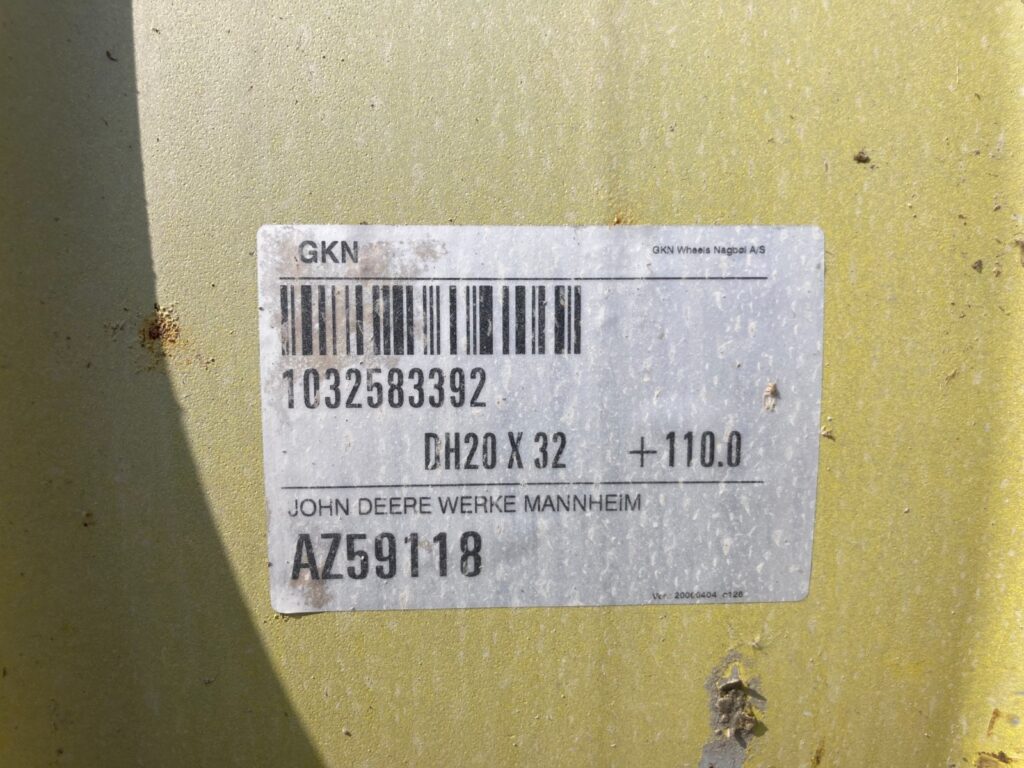 GKN
GKN Wheels Nagbøl A/S
1032583392
DH20 X 32 +110.0
JOHN DEERE WERKE MANNHEIM
AZ59118